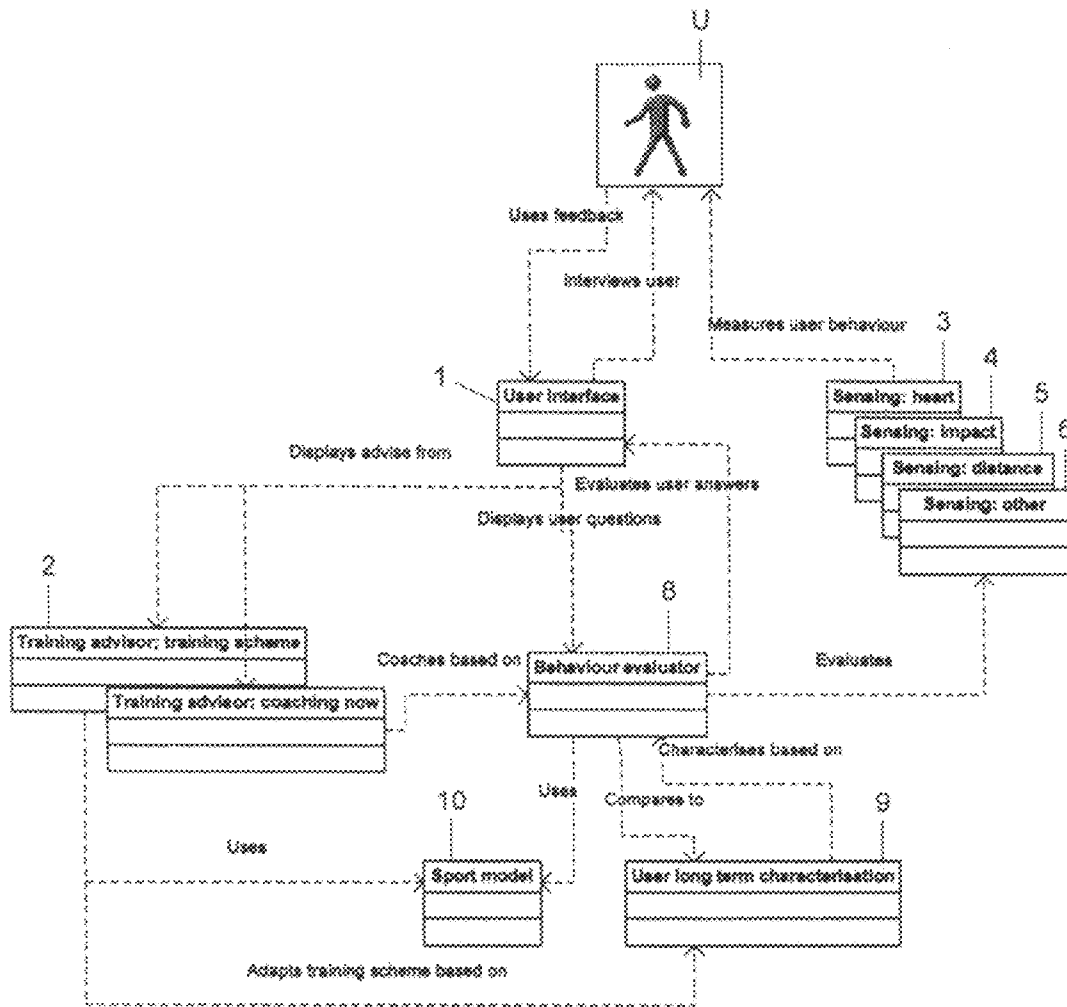 U
Uses feedback
Interviews user
Measures user behaviour
3
4
5
6
1
User interface
Sensing: heart
Sensing: impact
Sensing: distance
Sensing: other
Displays advise from
Evaluates user answers
Displays user questions
2
8
Training advisor; training scheme
Training advisor; coaching now
Coaches based on
Behaviour evaluator
Evaluates
Characterises based on
Uses
Compares to
10
9
Uses
Sport model
User long term characterisation
Adapts training scheme based on